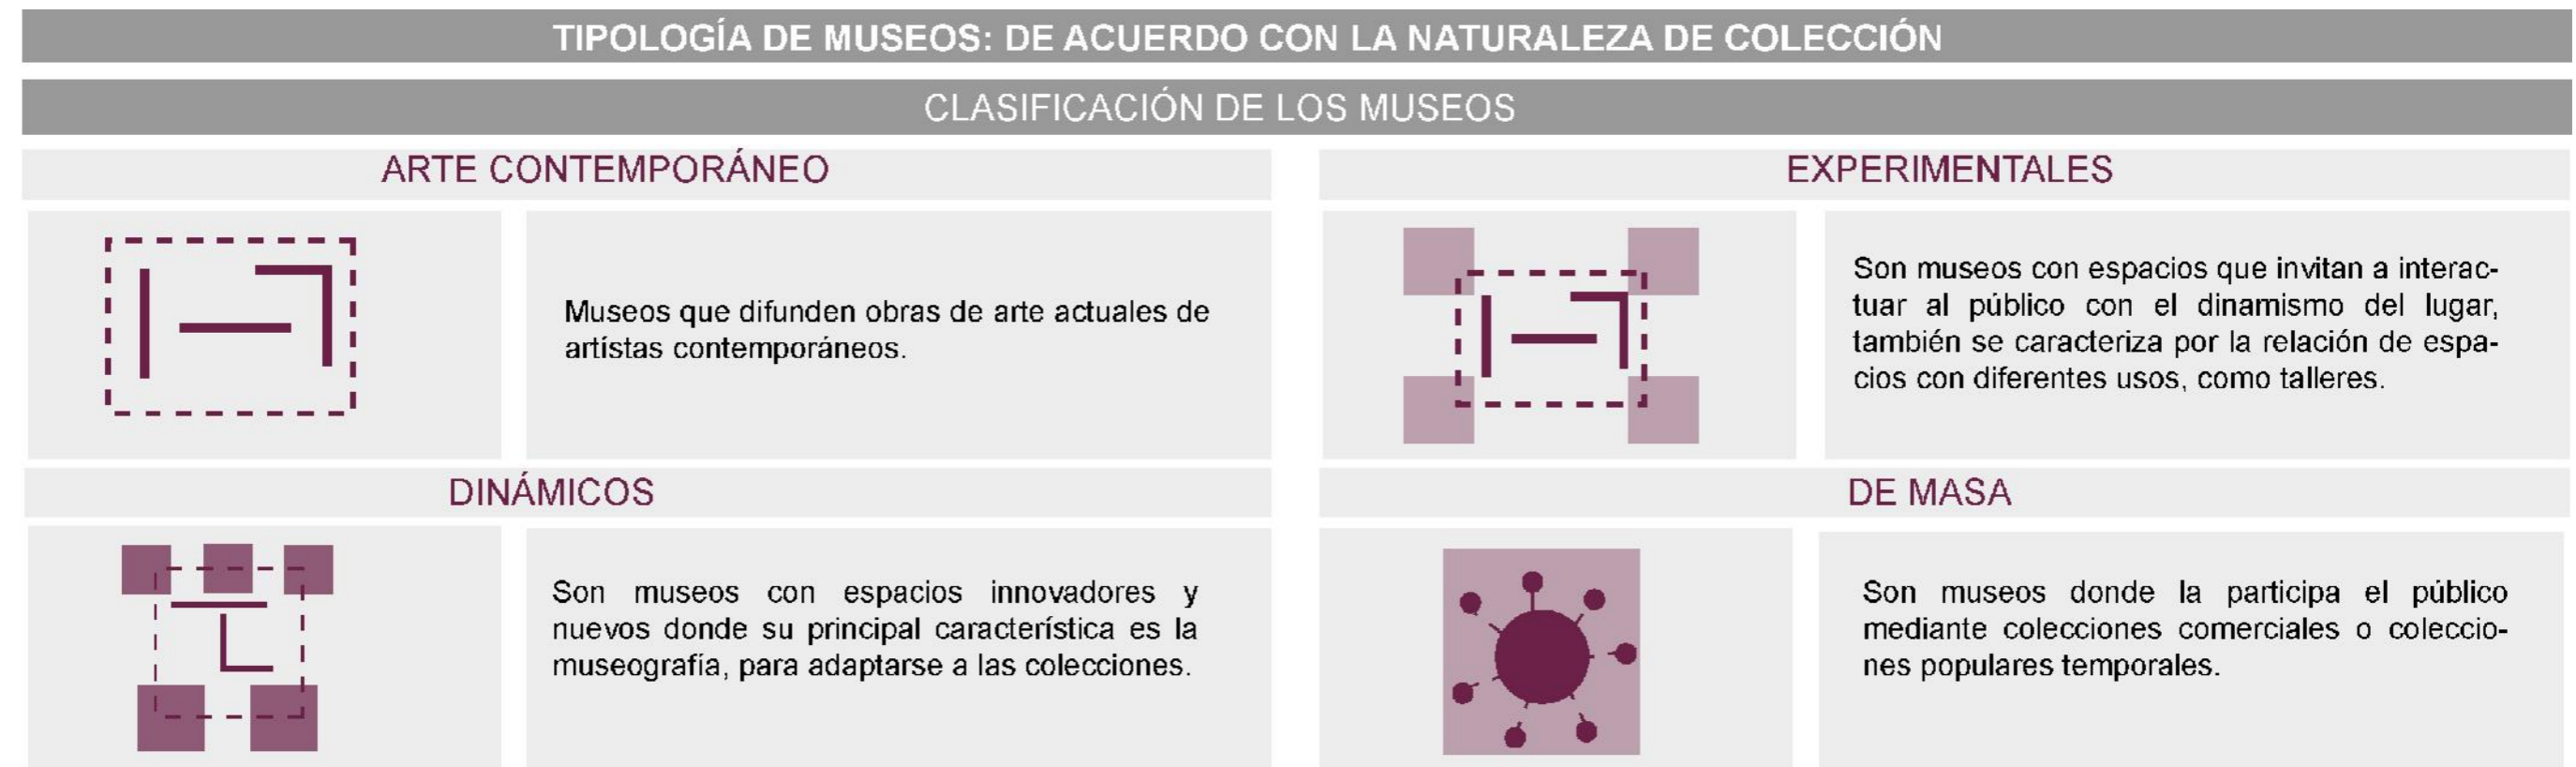 TIPOLOGÍA DE MUSEOS: DE ACUERDO CON LA NATURALEZA DE COLECCIÓN
CLASIFICACIÓN DE LOS MUSEOS
ARTE CONTEMPORÁNEO
Museos que difunden obras de arte actuales de
artístas contemporáneos.
EXPERIMENTALES
Son museos con espacios que invitan a interac-
tuar al público con el dinamismo del lugar,
también se caracteriza por la relación de espa-
cios con diferentes usos, como talleres.
DINÁMICOS
Son museos con espacios innovadores y
nuevos donde su principal característica es la
museografía, para adaptarse a las colecciones.
DE MASA
Son museos donde la participa el público
mediante colecciones comerciales o coleccio-
nes populares temporales.